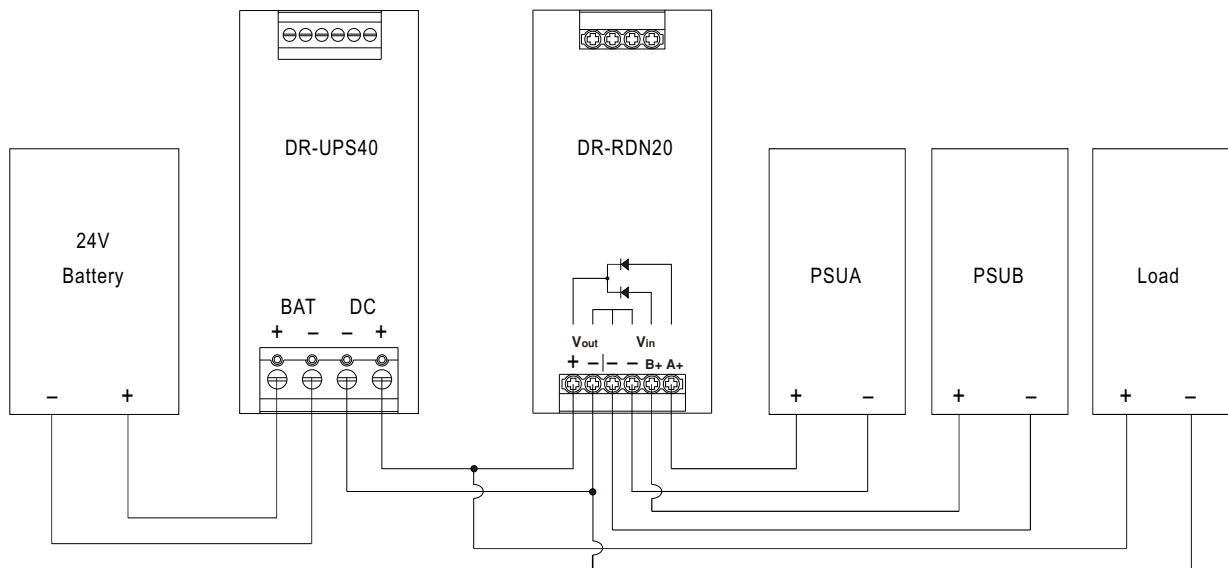 DR-UPS40
DR-RDN20
24V
Battery
PSUA
PSUB
Load
BAT DC
+ − − +
Vout Vin
+ −|− − B+ A+
− +
+ −
+ −
+ −